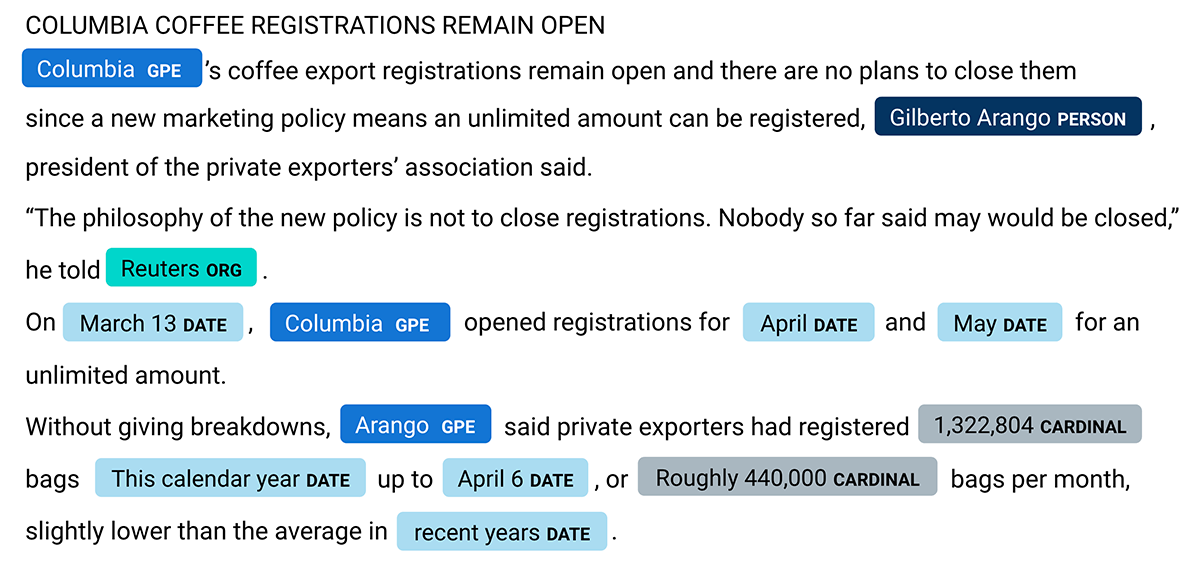 COLUMBIA COFFEE REGISTRATIONS REMAIN OPEN
Columbia GPE 's coffee export registrations remain open and there are no plans to close them
since a new marketing policy means an unlimited amount can be registered, Gilberto Arango PERSON ,
president of the private exporters’ association said.
“The philosophy of the new policy is not to close registrations. Nobody so far said may would be closed,”
he told Reuters ORG .
On March 13 DATE , Columbia GPE opened registrations for April DATE and May DATE for an
unlimited amount.
Without giving breakdowns, Arango GPE said private exporters had registered 1,322,804 CARDINAL
bags This calendar year DATE up to April 6 DATE , or Roughly 440,000 CARDINAL bags per month,
slightly lower than the average in recent years DATE .